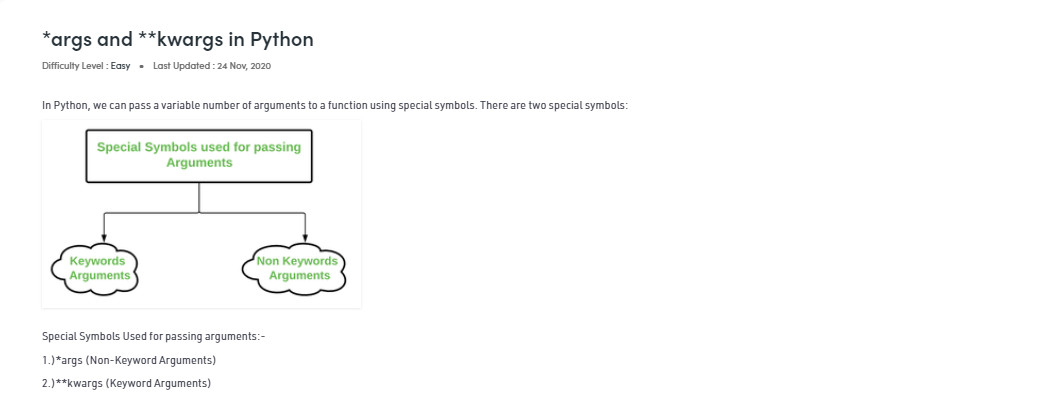 *args and **kwargs in Python
Difficulty Level : Easy • Last Updated : 24 Nov, 2020
In Python, we can pass a variable number of arguments to a function using special symbols. There are two special symbols:
Special Symbols used for passing
Arguments
Keywords
Arguments
Non Keywords
Arguments
Special Symbols Used for passing arguments:-
1.)*args (Non-Keyword Arguments)
2.)**kwargs (Keyword Arguments)